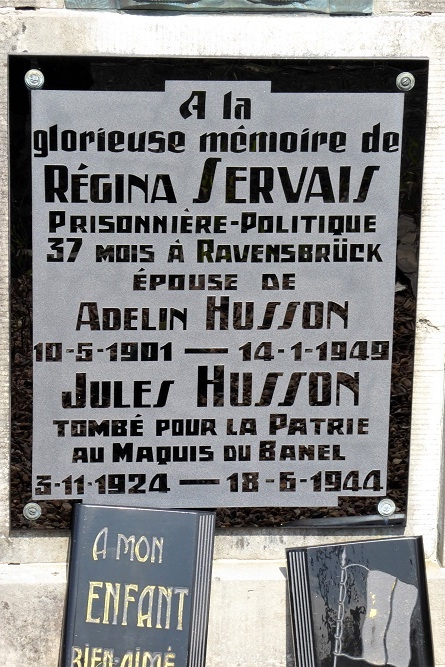 A la
glorieuse mémoire de
RÉGINA SERVAIS
PRISONNIÈRE-POLITIQUE
37 MOIS À RAVENSBRÜCK
ÉPOUSE DE
ADELIN HUSSON
10-5-1901 — 14-1-1949
JULES HUSSON
TOMBÉ POUR LA PATRIE
AU MAQUIS DU BANEL
3-11-1924 — 18-6-1944
A MON
ENFANT
BIEN-AIMÉ